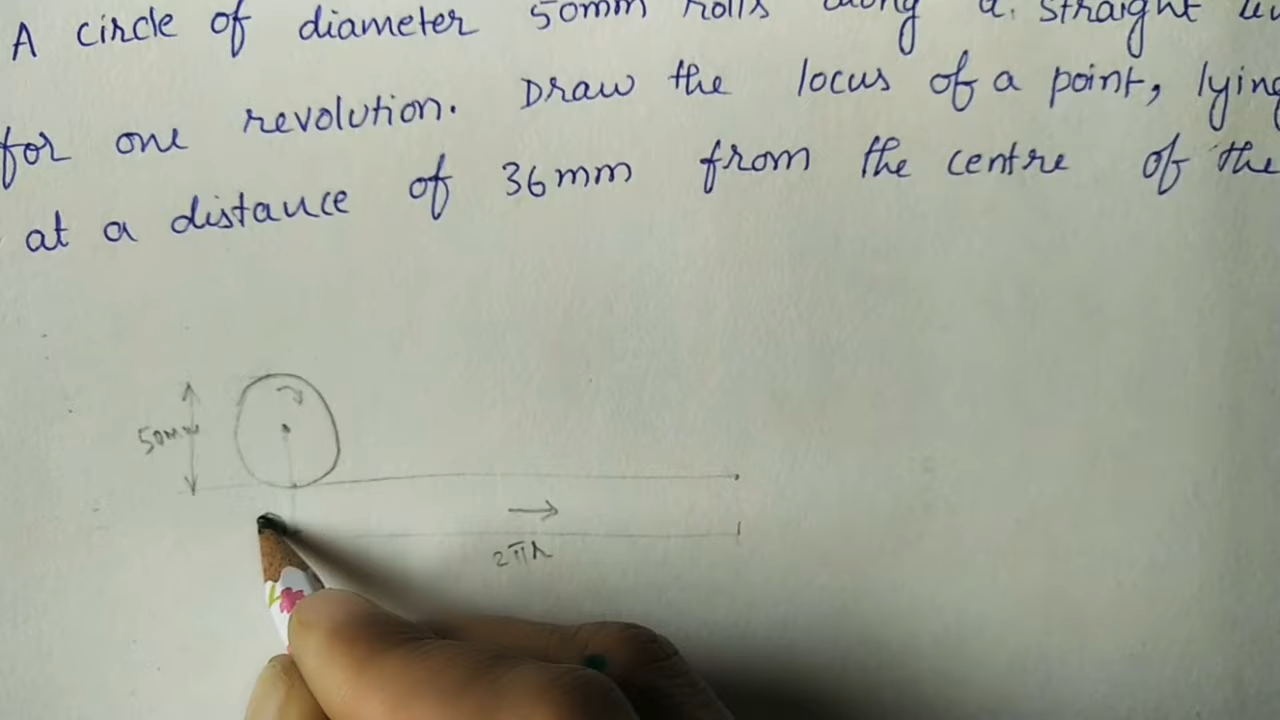 A circle of diameter 50mm rolls along a straight
for one revolution. Draw the locus of a point, lying
at a distance of 36mm from the centre of the
50mm
2πr